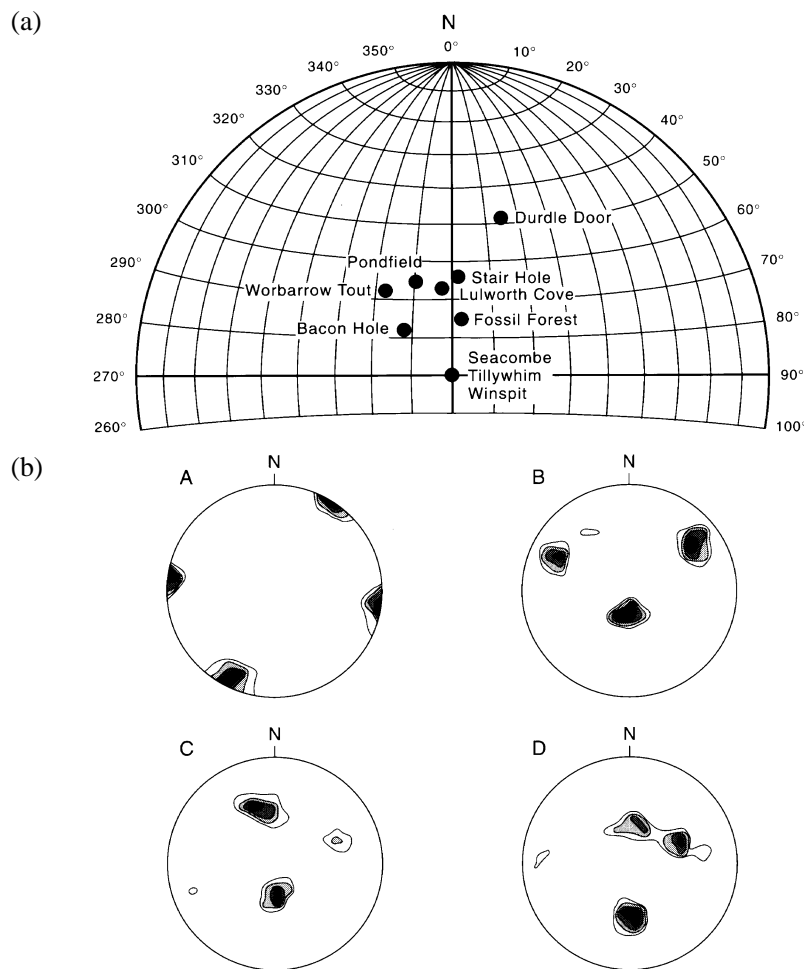 (a)
N
350° 0° 10°
340° 20°
330° 30°
320° 40°
310° 50°
300° 60°
Durdle Door
290° Pondfield 70°
Worbarrow Tout Stair Hole
Lulworth Cove
280° Bacon Hole Fossil Forest 80°
Seacombe
270° Tillywhim 90°
Winspit
260° 100°
(b)
N N
A B
N N
C D